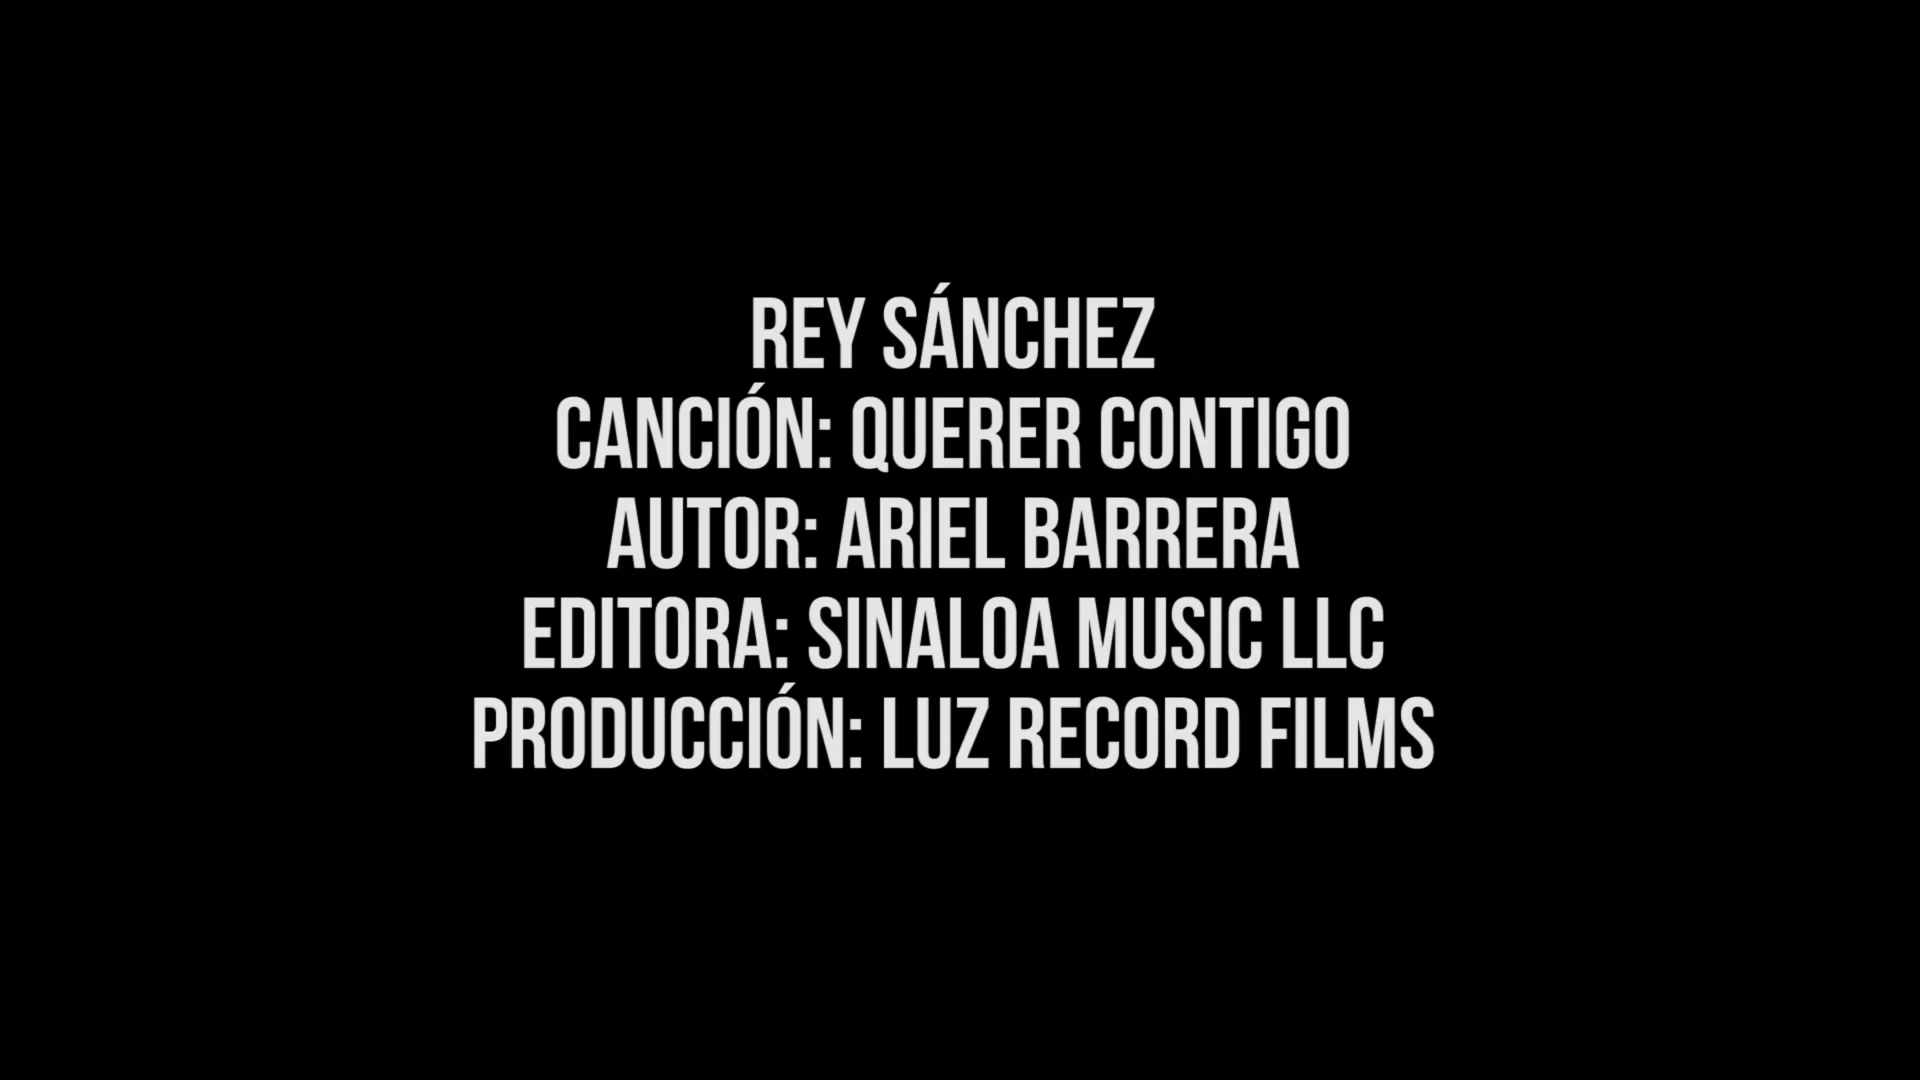 REY SÁNCHEZ
CANCIÓN: QUERER CONTIGO
AUTOR: ARIEL BARRERA
EDITORA: SINALOA MUSIC LLC
PRODUCCIÓN: LUZ RECORD FILMS